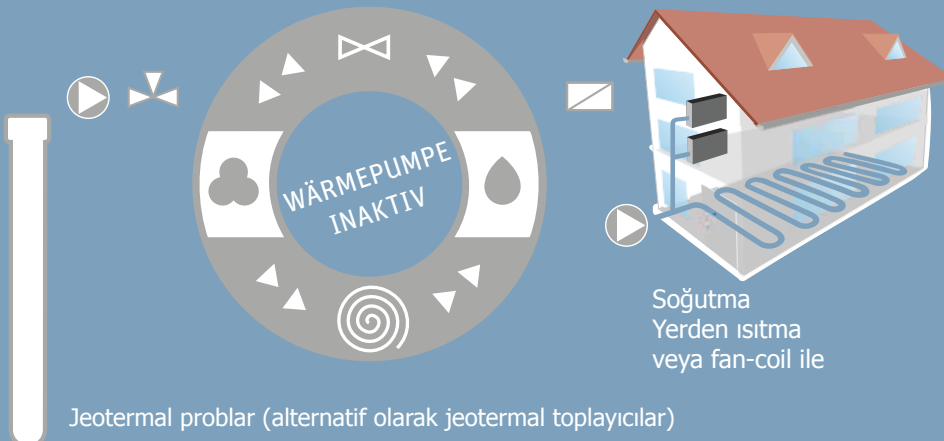 WÄRMEPUMPE
INAKTIV
Soğutma
Yerden ısıtma
veya fan-coil ile
Jeotermal problar (alternatif olarak jeotermal toplayıcılar)